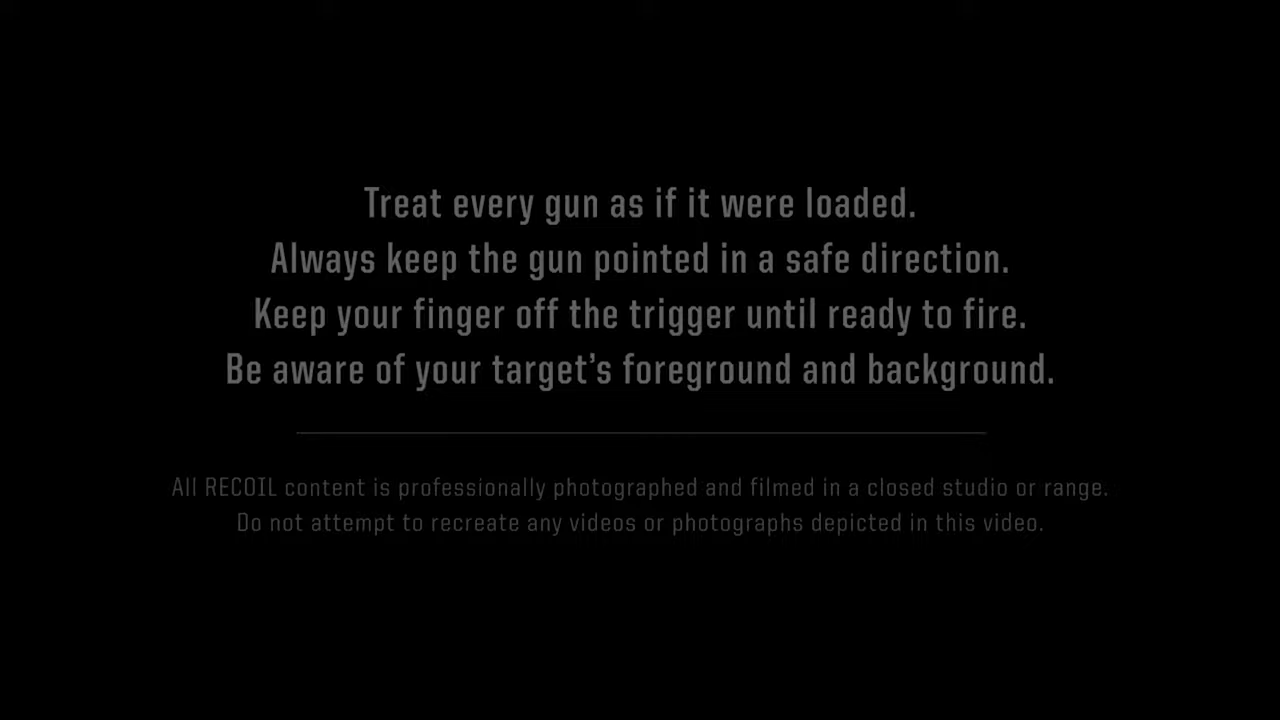 Treat every gun as if it were loaded.
Always keep the gun pointed in a safe direction.
Keep your finger off the trigger until ready to fire.
Be aware of your target’s foreground and background.
All RECOIL content is professionally photographed and filmed in a closed studio or range.
Do not attempt to recreate any videos or photographs depicted in this video.